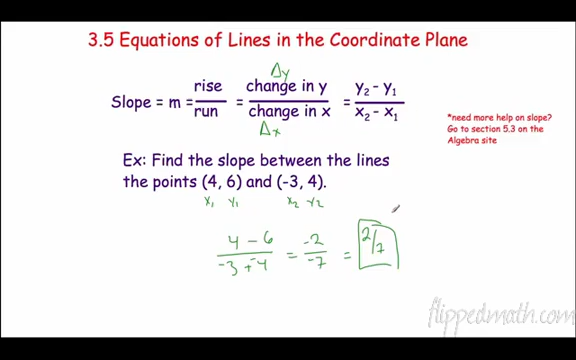 3.5 Equations of Lines in the Coordinate Plane
Δy
Slope = m = rise/run = change in y/change in x = y₂ - y₁/x₂ - x₁
Δx
*need more help on slope?
Go to section 5.3 on the
Algebra site
Ex: Find the slope between the lines
the points (4, 6) and (-3, 4).
x₁ y₁ x₂ y₂
4 - 6/-3 + -4 = -2/-7 = 2/7
flippedmath.com